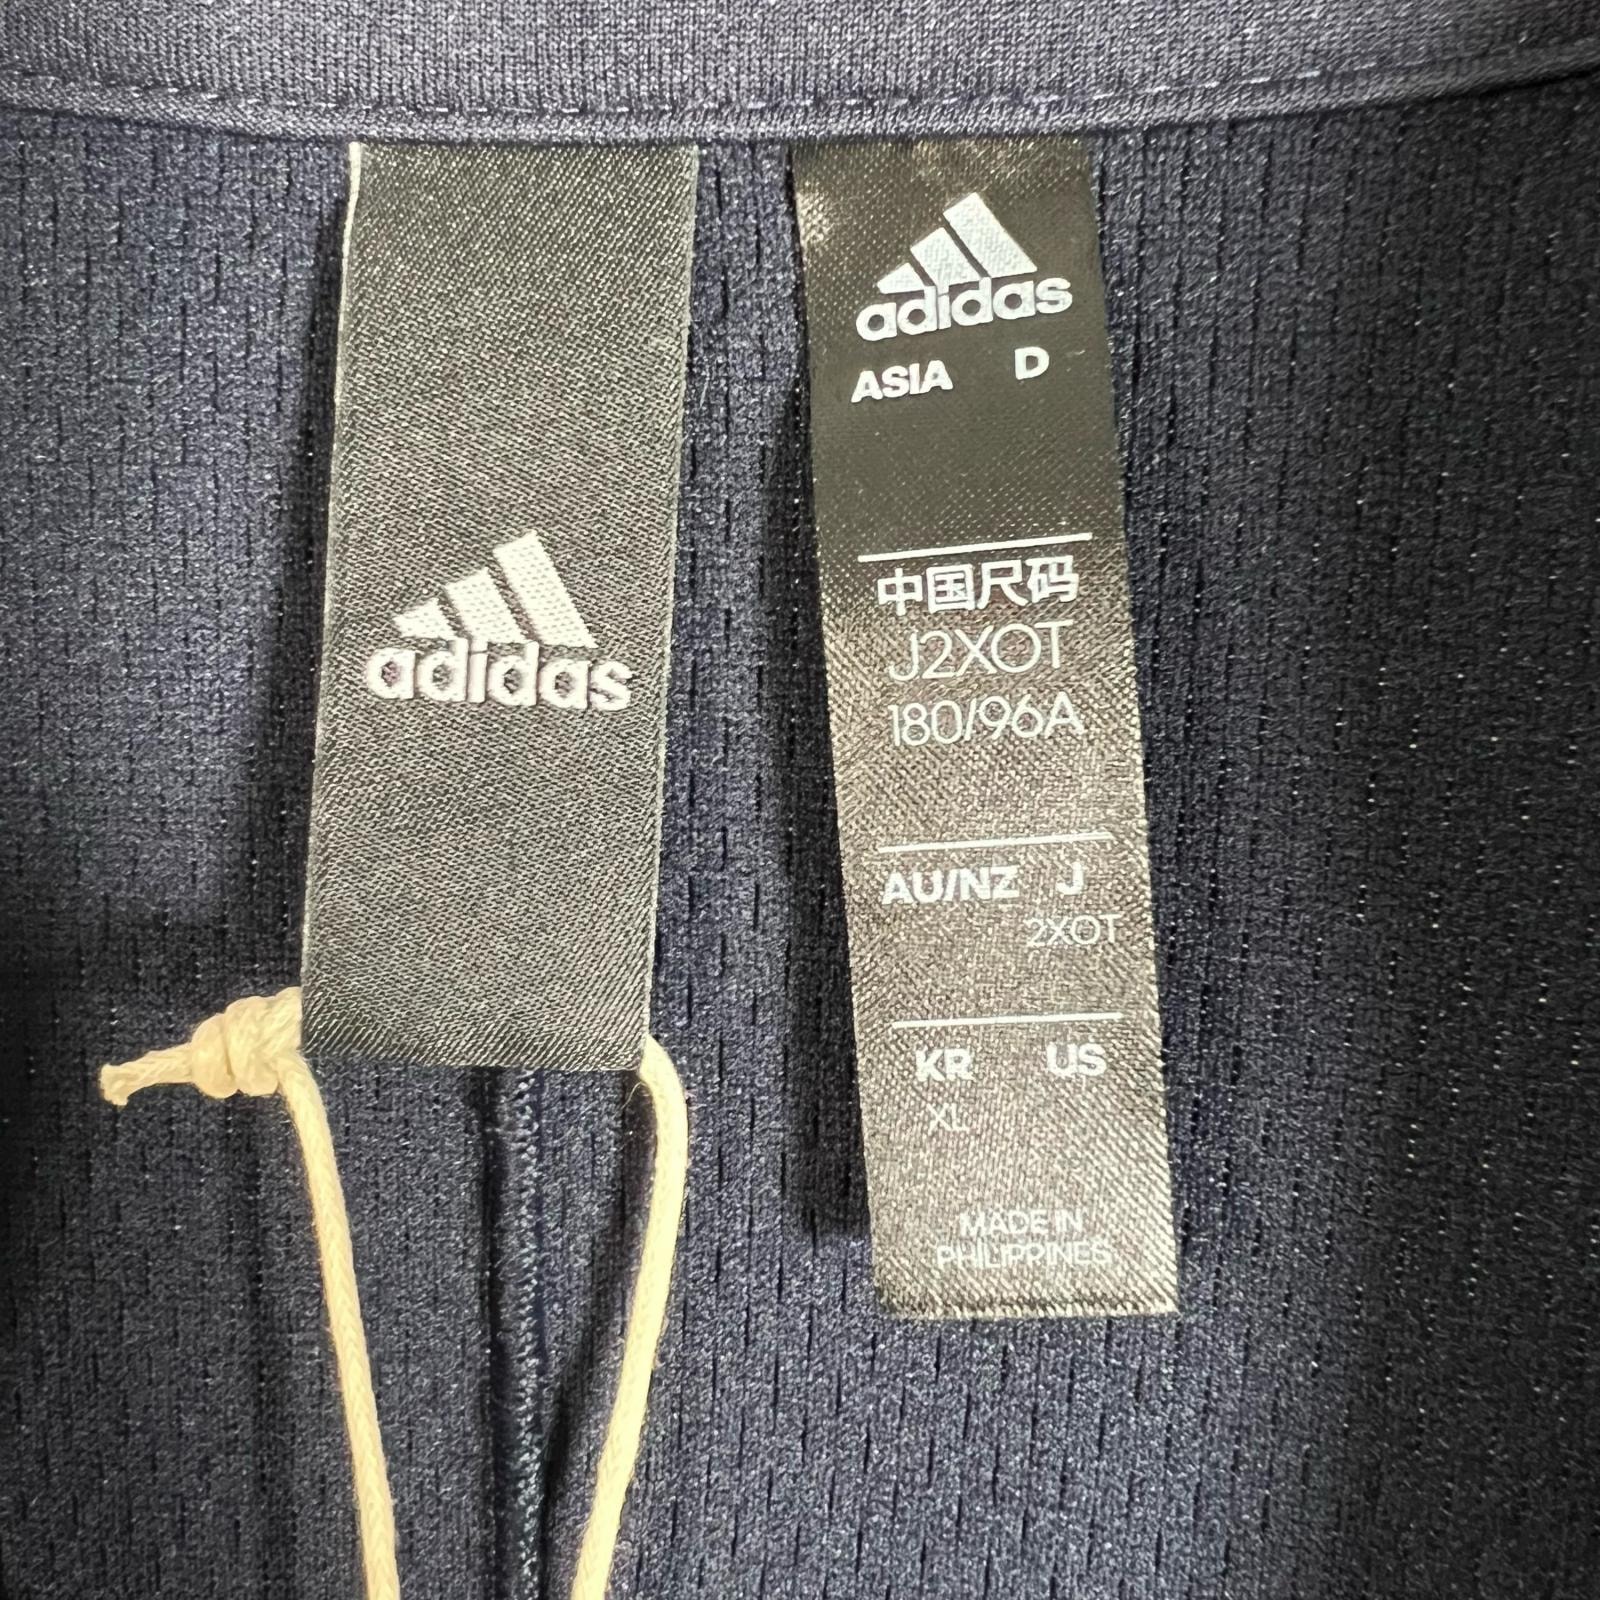 adidas
adidas
ASIA D
中国尺码
J2XOT
180/96A
AU/NZ J
2XOT
KR US
XL
MADE IN
PHILIPPINES